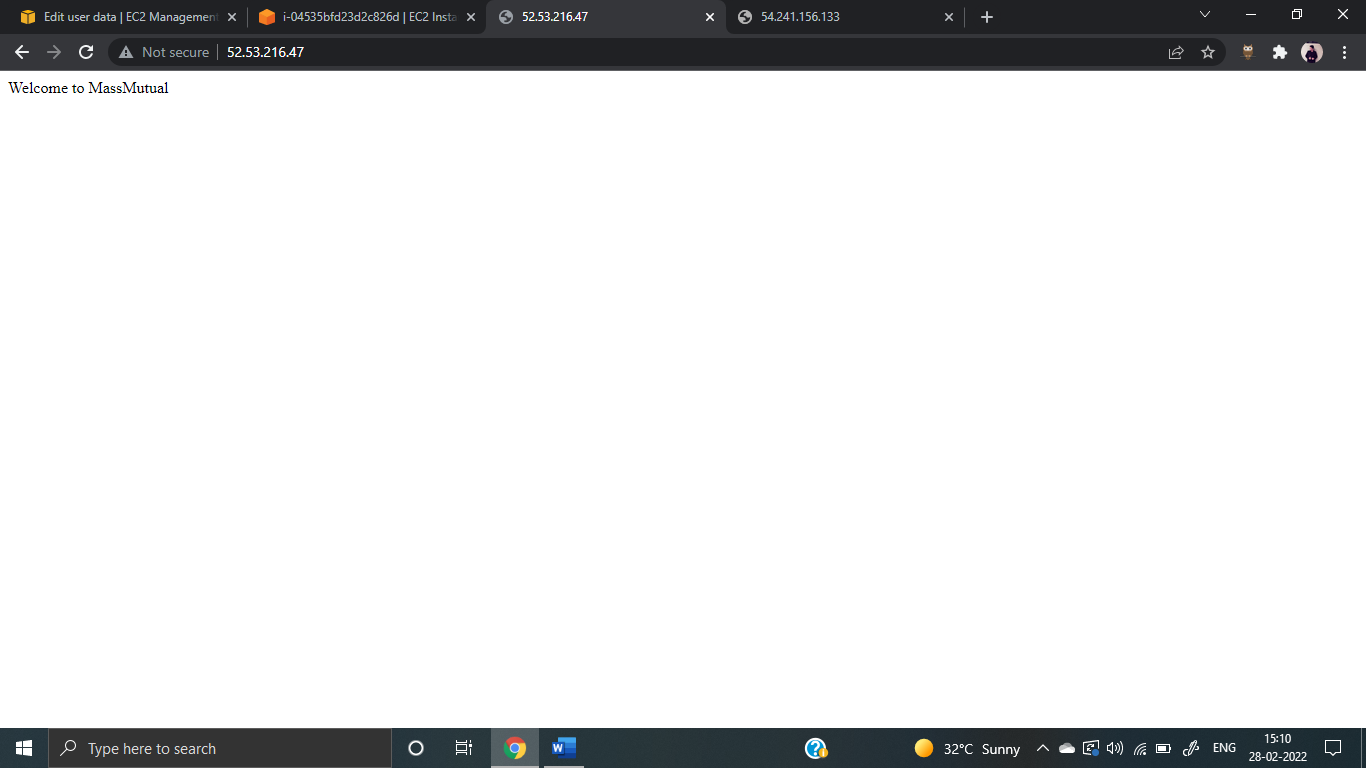 Edit user data | EC2 Management
i-04535bfd23d2c826d | EC2 Insta
52.53.216.47
54.241.156.133
Not secure
52.53.216.47
Welcome to MassMutual
Type here to search
32°C Sunny
ENG
15:10
28-02-2022